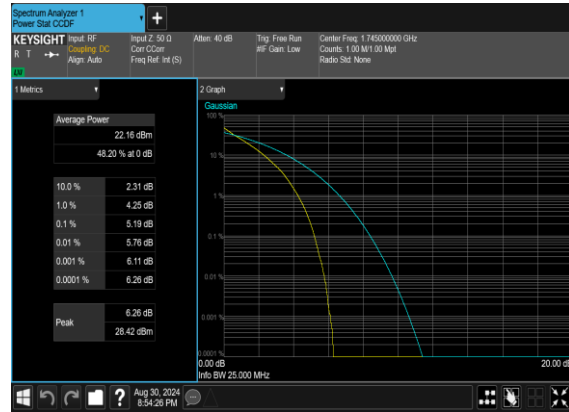 Spectrum Analyzer 1
Power Stat CCDF
+
KEYSIGHT
R T
LV
Input: RF
Coupling: DC
Align: Auto
Input Z: 50 Ω
Corr CCorr
Freq Ref: Int (S)
Atten: 40 dB
Trig: Free Run
#IF Gain: Low
Center Freq: 1.745000000 GHz
Counts: 1.00 M/1.00 Mpt
Radio Std: None
1 Metrics
Average Power
22.16 dBm
48.20 % at 0 dB
10.0 % 2.31 dB
1.0 % 4.25 dB
0.1 % 5.19 dB
0.01 % 5.76 dB
0.001 % 6.11 dB
0.0001 % 6.26 dB
Peak
6.26 dB
28.42 dBm
2 Graph
Gaussian
100 %
10 %
1 %
0.1 %
0.01 %
0.001 %
0.0001 %
0.00 dB
20.00 dB
Info BW 25.000 MHz
?
Aug 30, 2024
8:54:26 PM